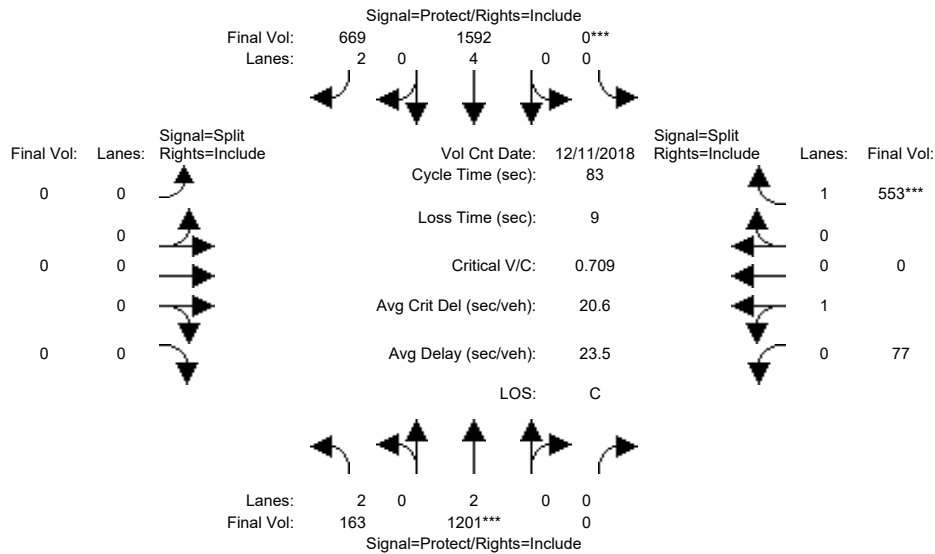 Signal=Protect/Rights=Include
Final Vol: 669 1592 0***
Lanes: 2 0 4 0 0
Signal=Split
Final Vol: Lanes: Rights=Include Vol Cnt Date: 12/11/2018 Signal=Split
Rights=Include Lanes: Final Vol:
Cycle Time (sec): 83
0 0 1 553***
Loss Time (sec): 9
0 0
0 0 Critical V/C: 0.709 0 0
0 Avg Crit Del (sec/veh): 20.6 1
0 0 Avg Delay (sec/veh): 23.5 0 77
LOS: C
Lanes: 2 0 2 0 0
Final Vol: 163 1201*** 0
Signal=Protect/Rights=Include